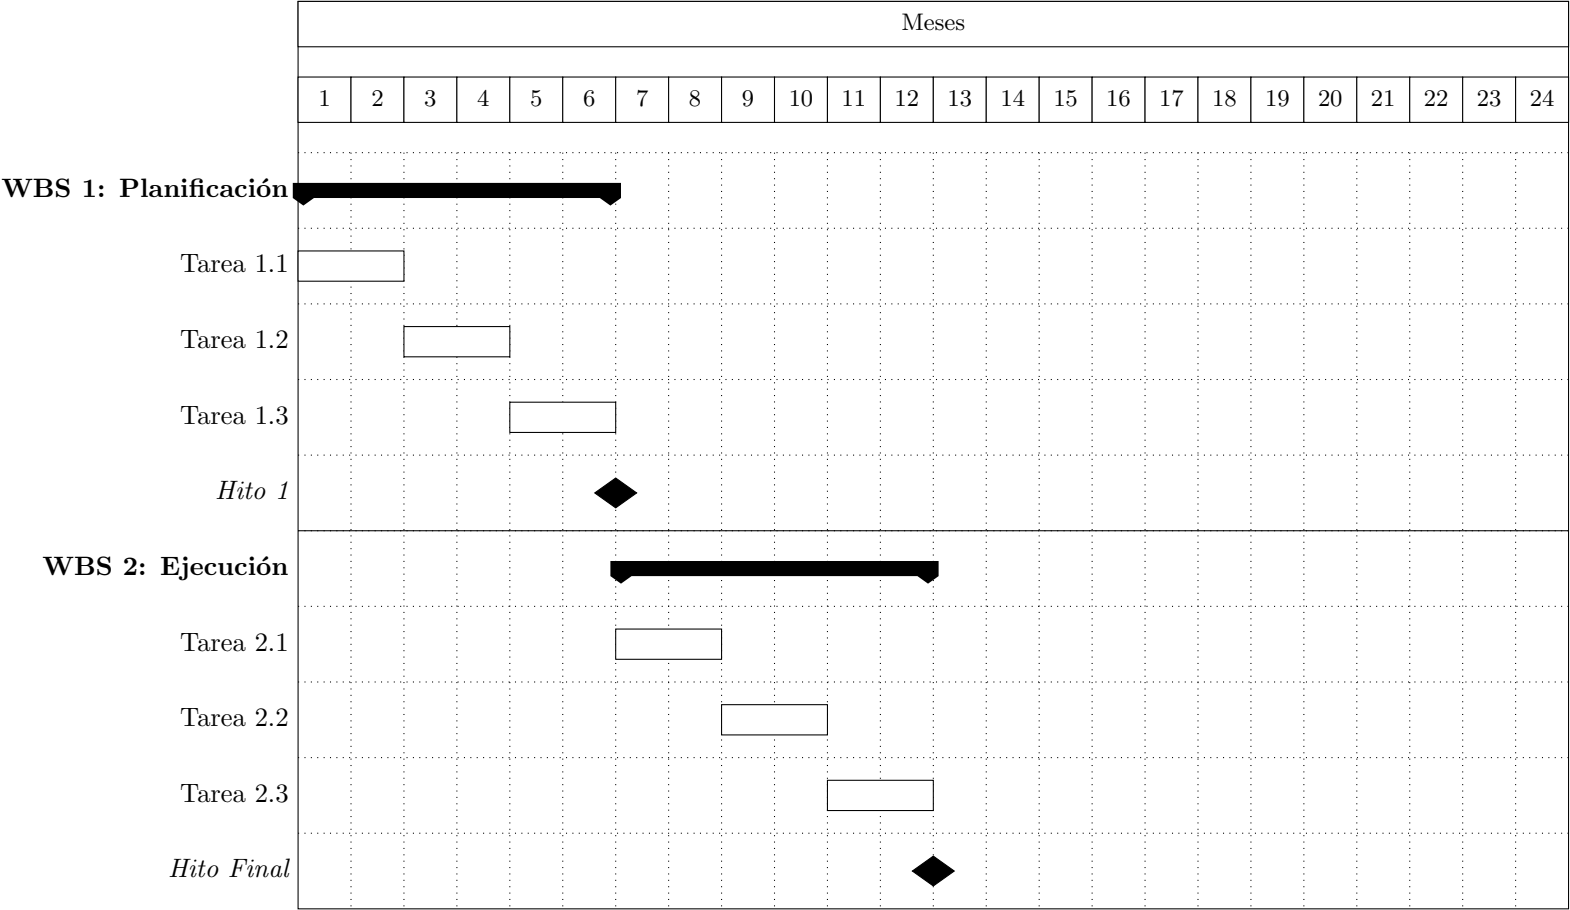 Meses
1 2 3 4 5 6 7 8 9 10 11 12 13 14 15 16 17 18 19 20 21 22 23 24
WBS 1: Planificación
Tarea 1.1
Tarea 1.2
Tarea 1.3
Hito 1
WBS 2: Ejecución
Tarea 2.1
Tarea 2.2
Tarea 2.3
Hito Final